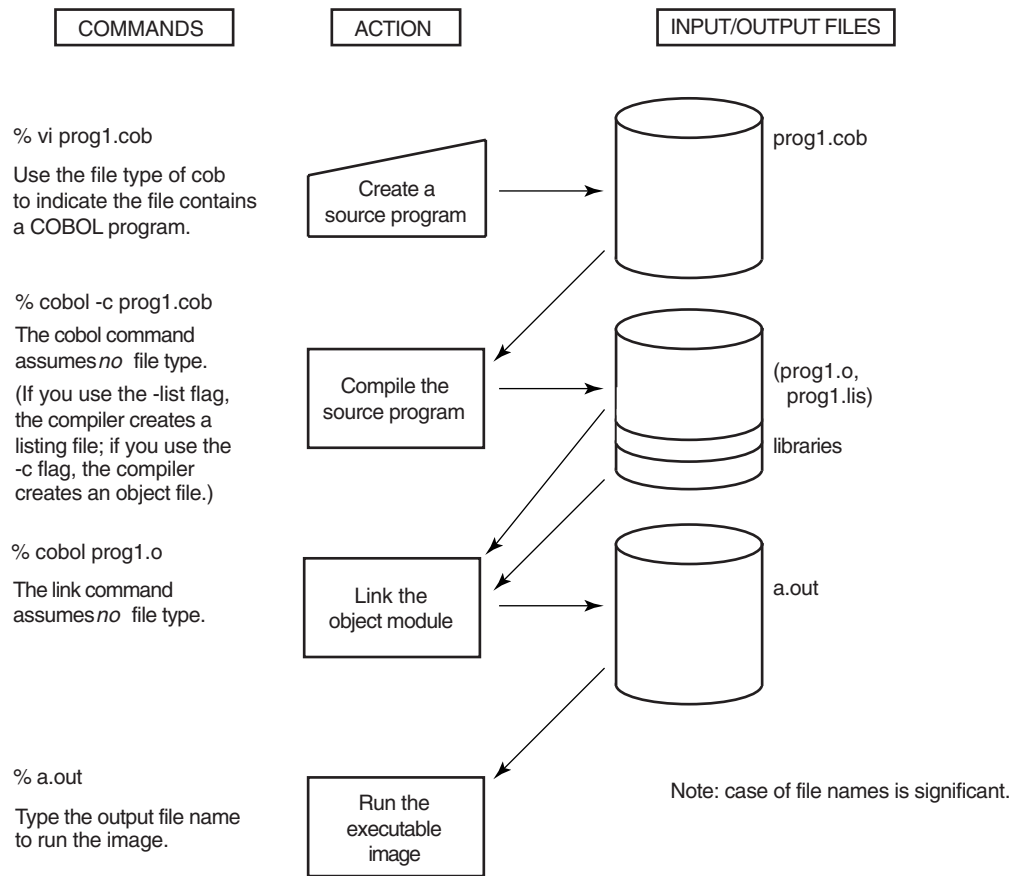 COMMANDS
ACTION
INPUT/OUTPUT FILES
% vi prog1.cob
Use the file type of cob
to indicate the file contains
a COBOL program.
Create a
source program
prog1.cob
% cobol -c prog1.cob
The cobol command
assumes no file type.
(If you use the -list flag,
the compiler creates a
listing file; if you use the
-c flag, the compiler
creates an object file.)
Compile the
source program
(prog1.o,
prog1.lis)
libraries
% cobol prog1.o
The link command
assumes no file type.
Link the
object module
a.out
% a.out
Type the output file name
to run the image.
Run the
executable
image
Note: case of file names is significant.